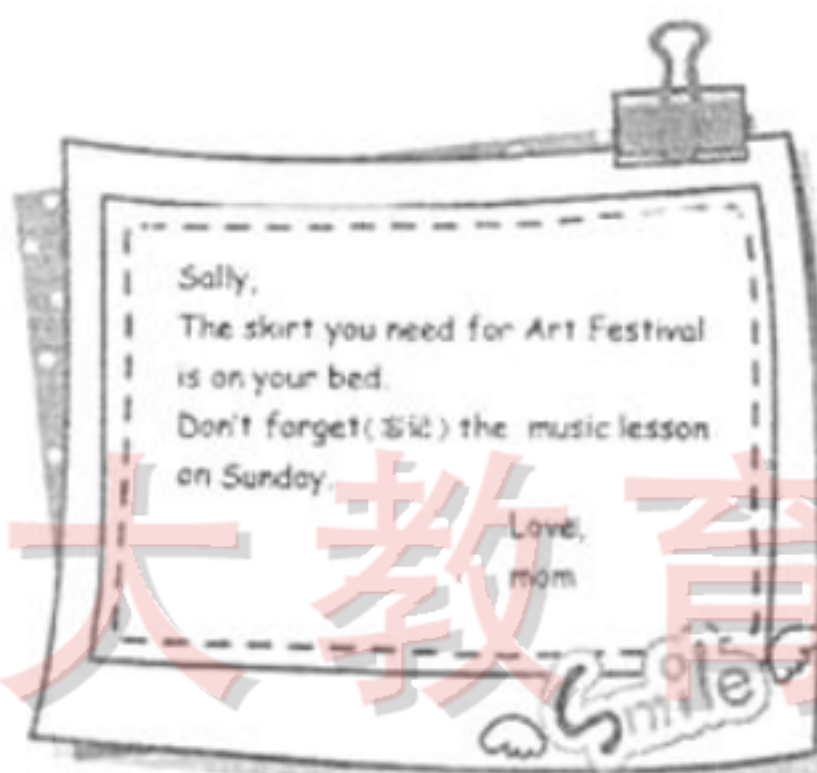 Sally,
The skirt you need for Art Festival
is on your bed.
Don't forget(忘记) the music lesson
on Sunday.
Love,
mom
Smile
大教育